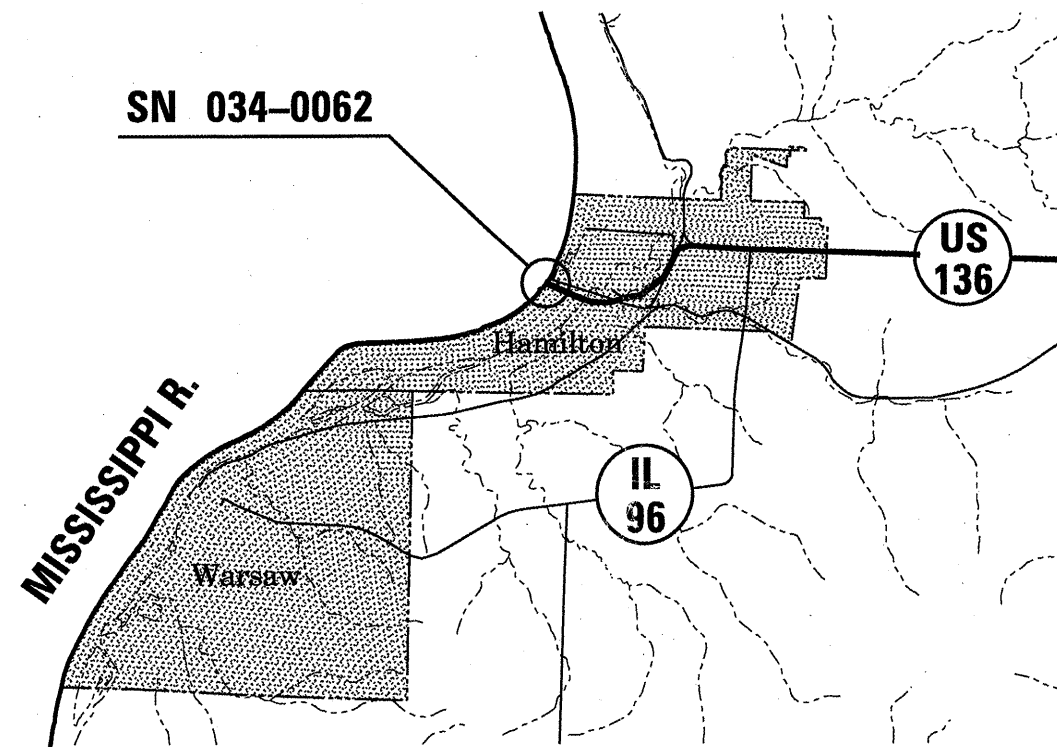 SN 034–0062
US
136
Hamilton
MISSISSIPPI R.
IL
96
Warsaw